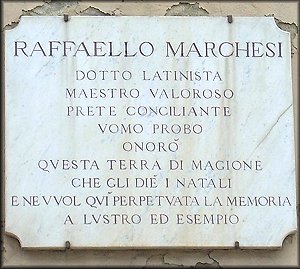 RAFFAELLO MARCHESI
DOTTO LATINISTA
MAESTRO VALOROSO
PRETE CONCILIANTE
VOMO PROBO
ONORÒ
QVESTA TERRA DI MAGIONE
CHE GLI DIÈ I NATALI
E NE VVOL QVÌ PERPETVATA LA MEMORIA
A LVSTRO ED ESEMPIO